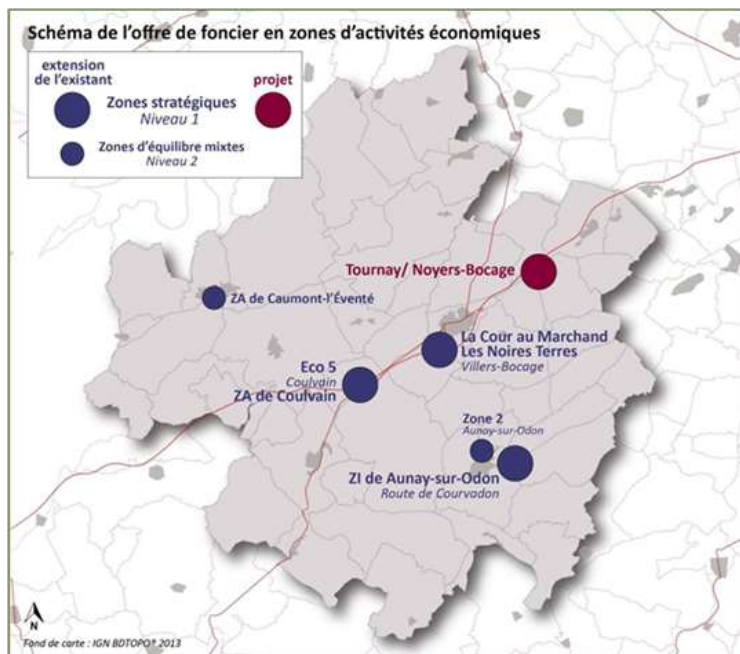 Schéma de l'offre de foncier en zones d'activités économiques
extension
de l'existant
projet
Zones stratégiques
Niveau 1
Zones d'équilibre mixtes
Niveau 2
Tournay/ Noyers-Bocage
ZA de Caumont-l'Éventé
La Cour au Marchand
Les Noires Terres
Villers-Bocage
Eco 5
Coulvain
ZA de Coulvain
Zone 2
Aunay-sur-Odon
ZI de Aunay-sur-Odon
Route de Courvadon
N
Fond de carte : IGN BDTOPO® 2013